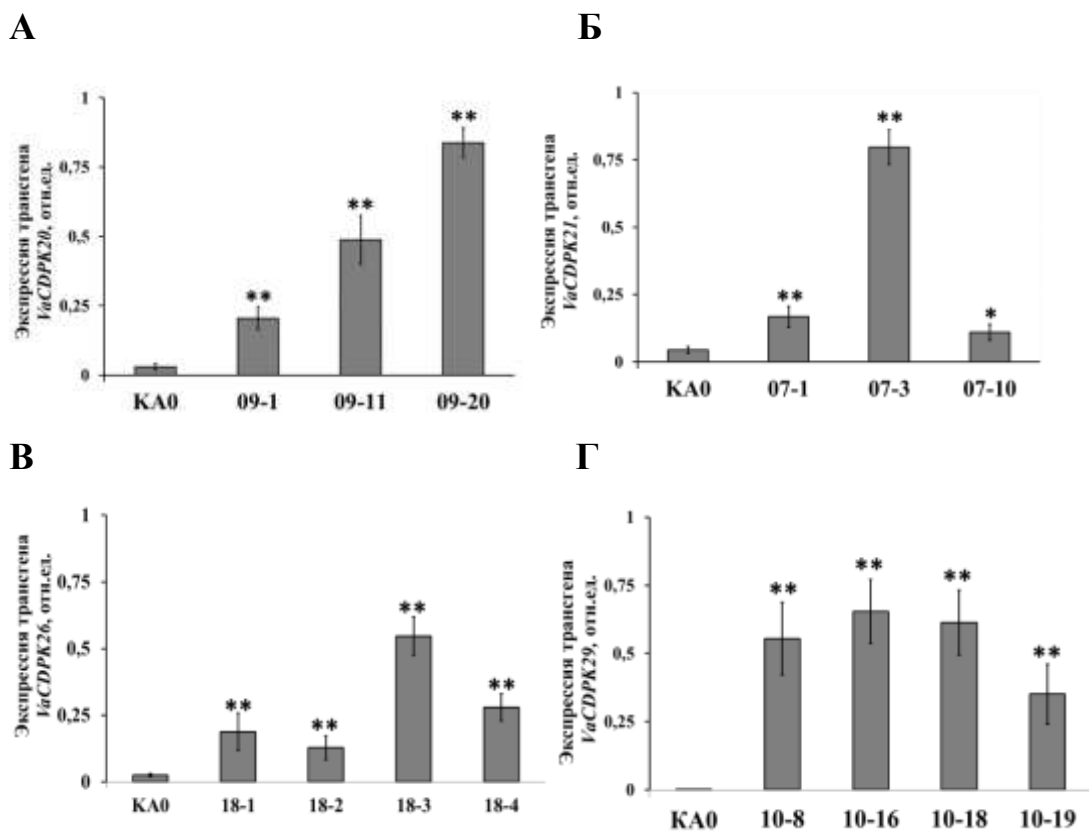 А
Экспрессия трансгена
VaCDPK20, отн.ед.
1
0,75
0,5
0,25
0
**
**
**
KA0 09-1 09-11 09-20
Б
Экспрессия трансгена
VaCDPK21, отн.ед.
1
0,75
0,5
0,25
0
**
**
*
KA0 07-1 07-3 07-10
В
Экспрессия трансгена
VaCDPK26, отн.ед.
1
0,75
0,5
0,25
0
**
**
**
**
KA0 18-1 18-2 18-3 18-4
Г
Экспрессия трансгена
VaCDPK29, отн.ед.
1
0,75
0,5
0,25
0
**
**
**
**
KA0 10-8 10-16 10-18 10-19